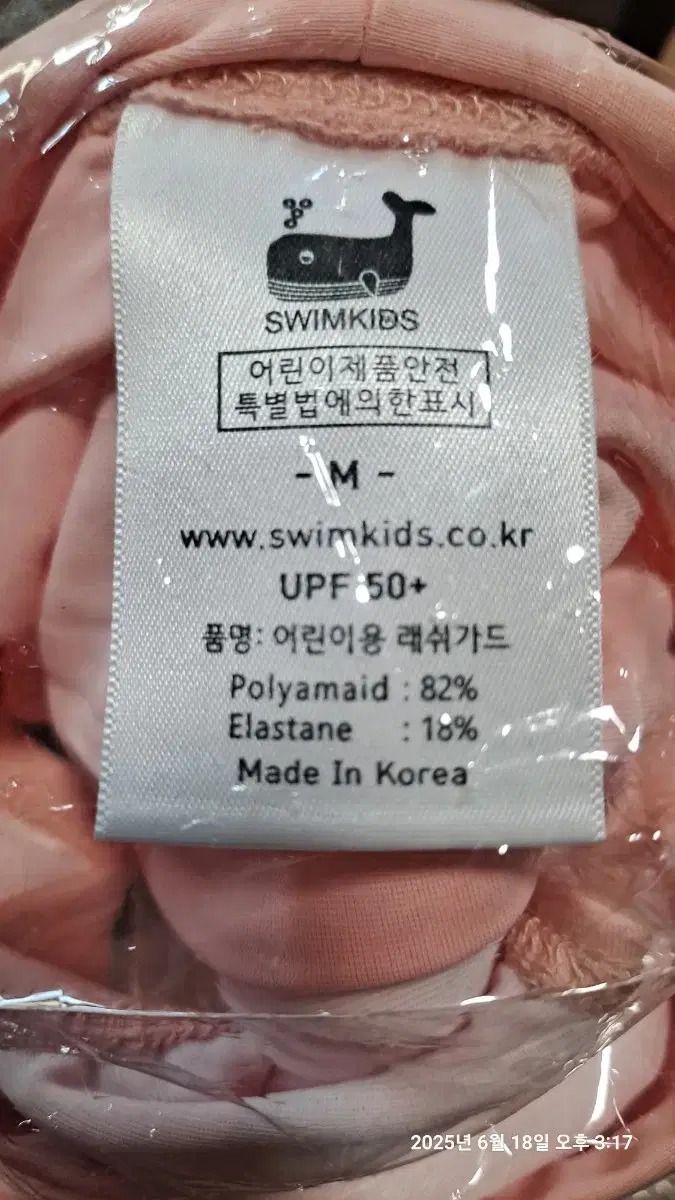 SWIMKIDS
어린이제품안전
특별법에의한표시
- M -
www.swimkids.co.kr
UPF 50+
품명: 어린이용 래쉬가드
Polyamaid : 82%
Elastane : 18%
Made In Korea
2025년 6월 18일 오후 3:17